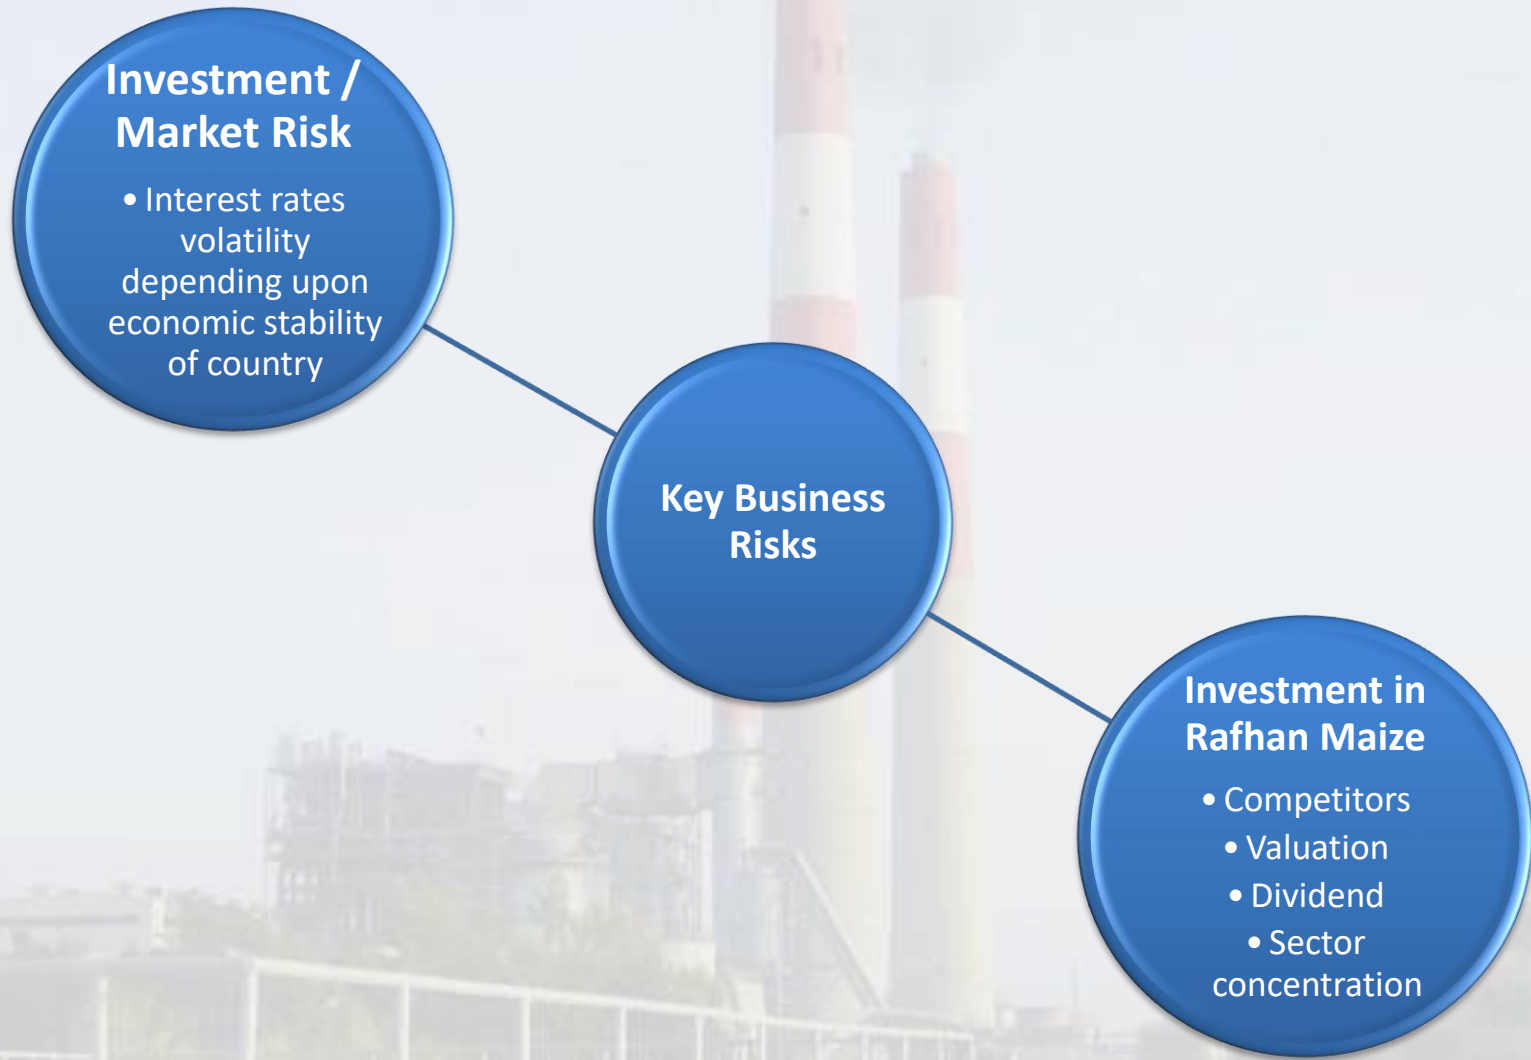 Investment /
Market Risk
• Interest rates
volatility
depending upon
economic stability
of country
Key Business
Risks
Investment in
Rafhan Maize
• Competitors
• Valuation
• Dividend
• Sector
concentration